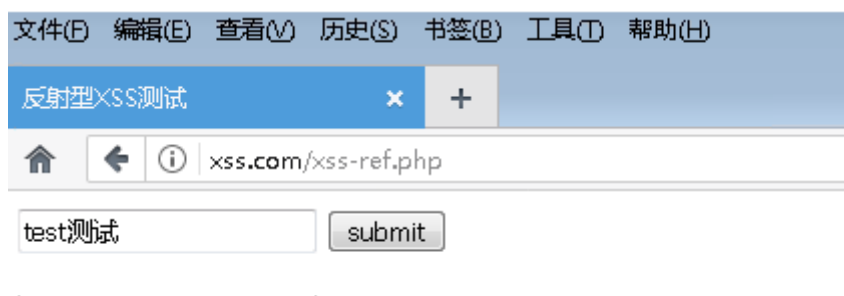 文件(F) 编辑(E) 查看(V) 历史(S) 书签(B) 工具(T) 帮助(H)
反射型XSS测试 × +
xss.com/xss-ref.php
test测试 submit